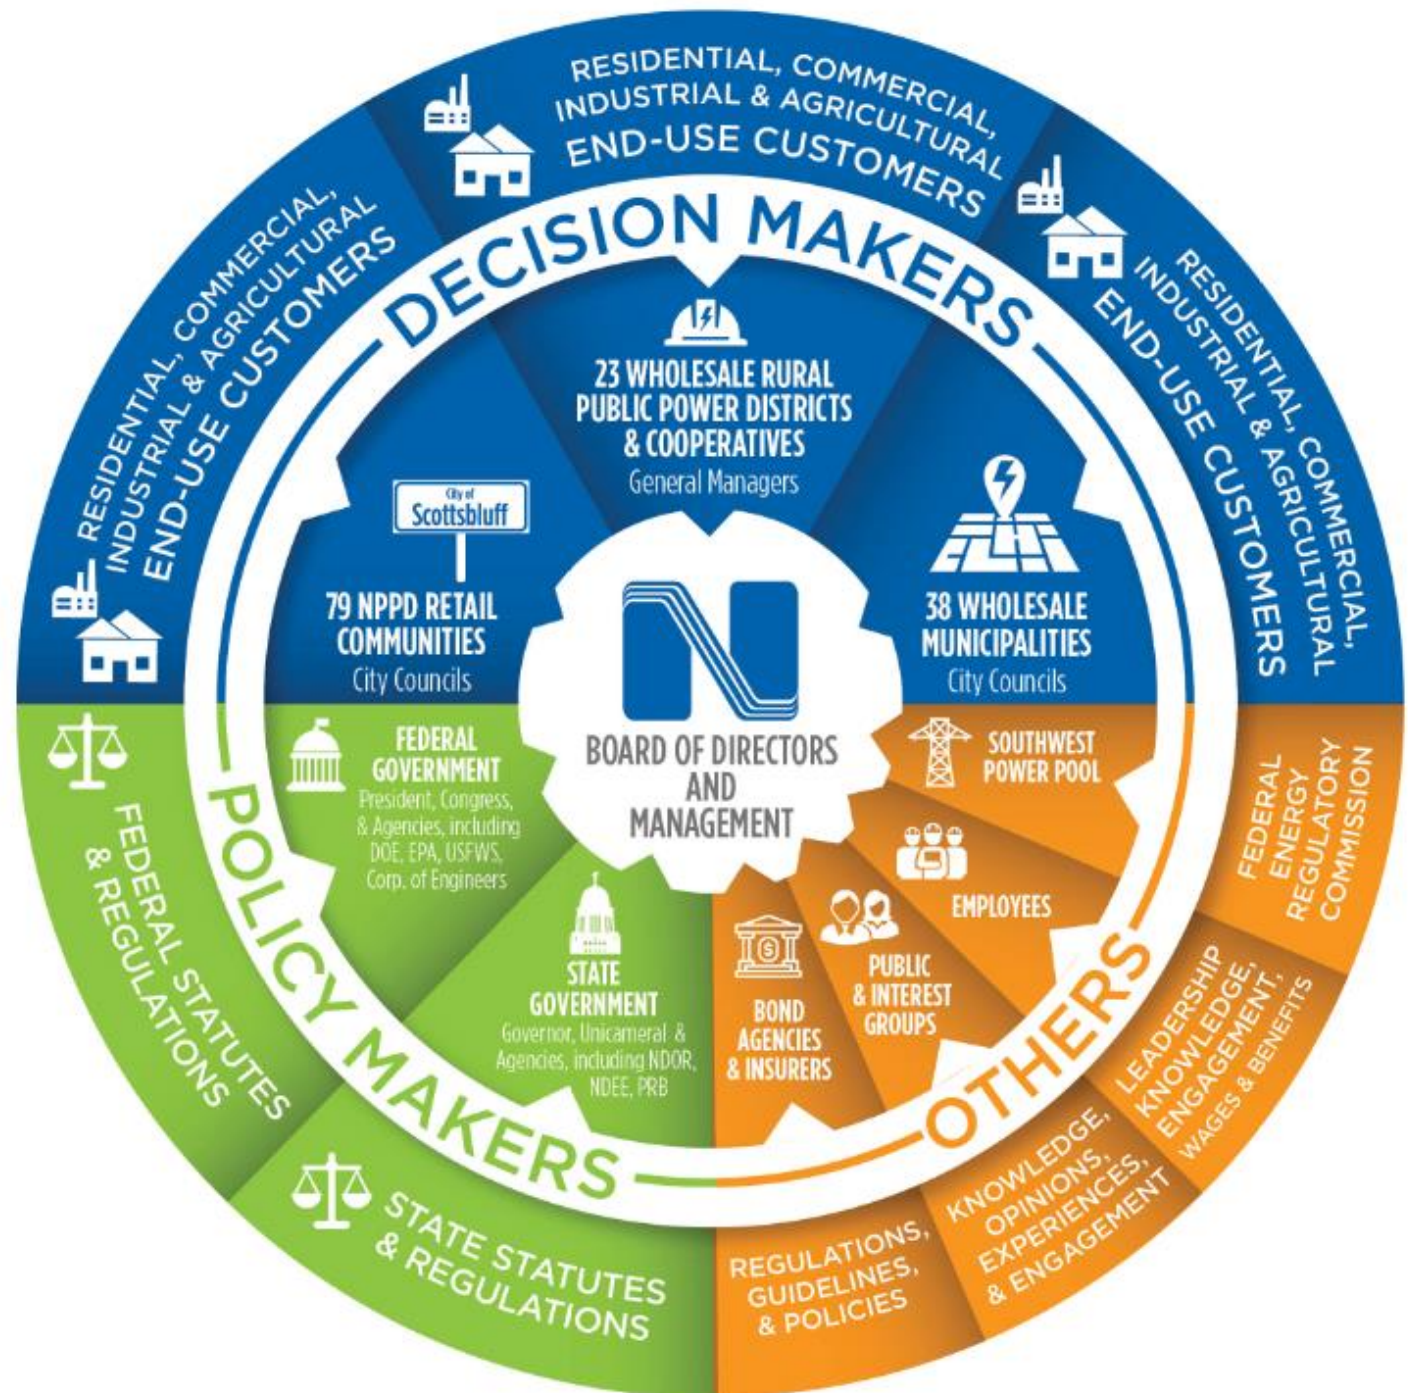 RESIDENTIAL, COMMERCIAL,
INDUSTRIAL & AGRICULTURAL
END-USE CUSTOMERS
RESIDENTIAL, COMMERCIAL,
INDUSTRIAL & AGRICULTURAL
END-USE CUSTOMERS
RESIDENTIAL, COMMERCIAL,
INDUSTRIAL & AGRICULTURAL
END-USE CUSTOMERS
DECISION MAKERS
23 WHOLESALE RURAL
PUBLIC POWER DISTRICTS
& COOPERATIVES
General Managers
City of
Scottsbluff
79 NPPD RETAIL
COMMUNITIES
City Councils
38 WHOLESALE
MUNICIPALITIES
City Councils
N
BOARD OF DIRECTORS
AND
MANAGEMENT
FEDERAL
GOVERNMENT
President, Congress,
& Agencies, including
DOE, EPA, USFWS,
Corp. of Engineers
STATE
GOVERNMENT
Governor, Unicameral &
Agencies, including NDOR,
NDEE, PRB
POLICY MAKERS
FEDERAL STATUTES
& REGULATIONS
STATE STATUTES
& REGULATIONS
SOUTHWEST
POWER POOL
EMPLOYEES
PUBLIC
& INTEREST
GROUPS
$
BOND
AGENCIES
& INSURERS
OTHERS
FEDERAL
ENERGY
REGULATORY
COMMISSION
LEADERSHIP
KNOWLEDGE,
ENGAGEMENT,
WAGES & BENEFITS
KNOWLEDGE,
OPINIONS,
EXPERIENCES,
& ENGAGEMENT
REGULATIONS,
GUIDELINES,
& POLICIES